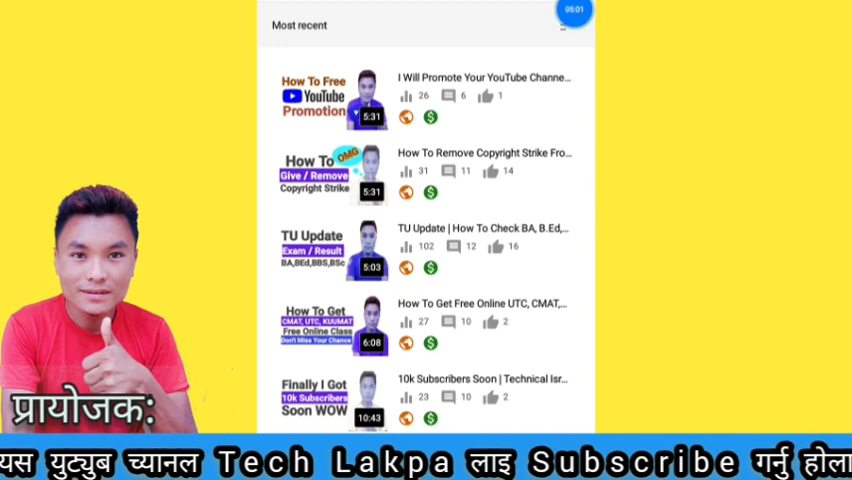 05:01
Most recent
How To Free
YouTube
Promotion
5:31
I Will Promote Your YouTube Channe...
26 6 1
How To OMG
Give / Remove
Copyright Strike
5:31
How To Remove Copyright Strike Fro...
31 11 14
TU Update
Exam / Result
BA,BEd,BBS,BSc
5:03
TU Update | How To Check BA, B.Ed,...
102 12 16
How To Get
CMAT, UTC, KUUMAT
Free Online Class
Don't Miss Your Chance
6:08
How To Get Free Online UTC, CMAT,...
27 10 2
Finally I Got
10k Subscribers
Soon WOW
10:43
10k Subscribers Soon | Technical Isr...
23 10 2
प्रायोजक:
यस युट्युब च्यानल Tech Lakpa लाइ Subscribe गर्नु होला